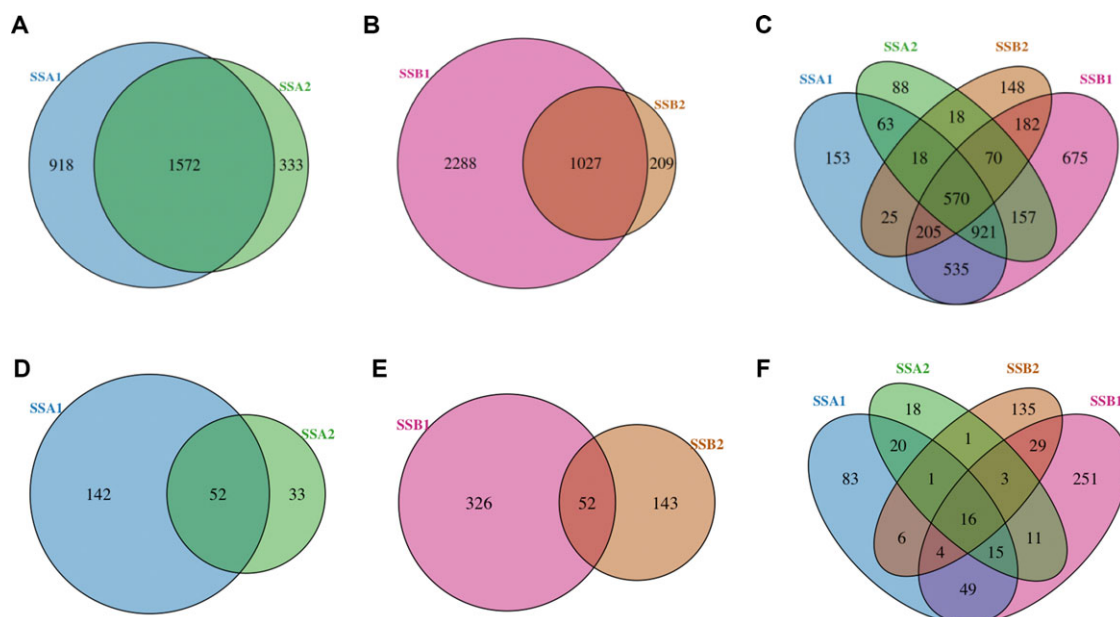 A
SSA1
SSA2
918
1572
333
B
SSB1
SSB2
2288
1027
209
C
SSA2
SSB2
SSA1
SSB1
88
148
63
18
182
153
18
70
675
570
25
157
205
921
535
D
SSA1
SSA2
142
52
33
E
SSB1
SSB2
326
52
143
F
SSA2
SSB2
SSA1
SSB1
18
135
20
1
29
83
1
3
251
16
6
11
4
15
49